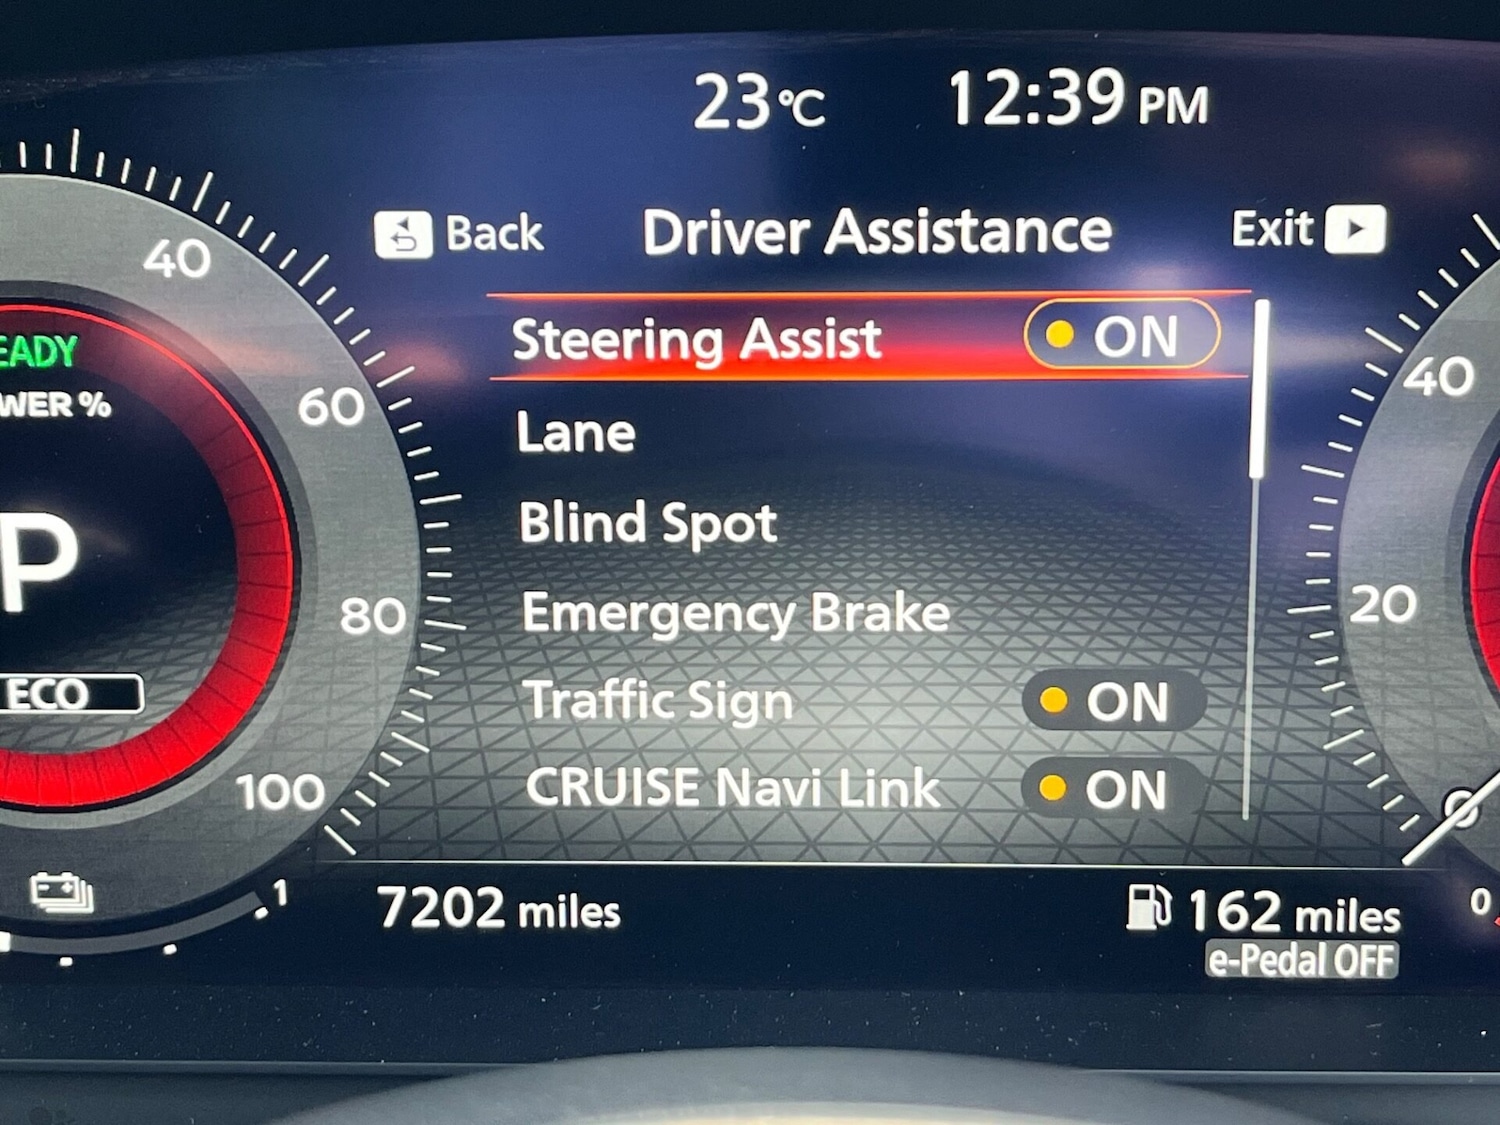 23°C 12:39 PM
Back Driver Assistance Exit
Steering Assist ON
Lane
Blind Spot
Emergency Brake
Traffic Sign ON
CRUISE Navi Link ON
7202 miles 162 miles
e-Pedal OFF
40
60
80
100
EADY
WER %
P
ECO
1
40
20
0
0